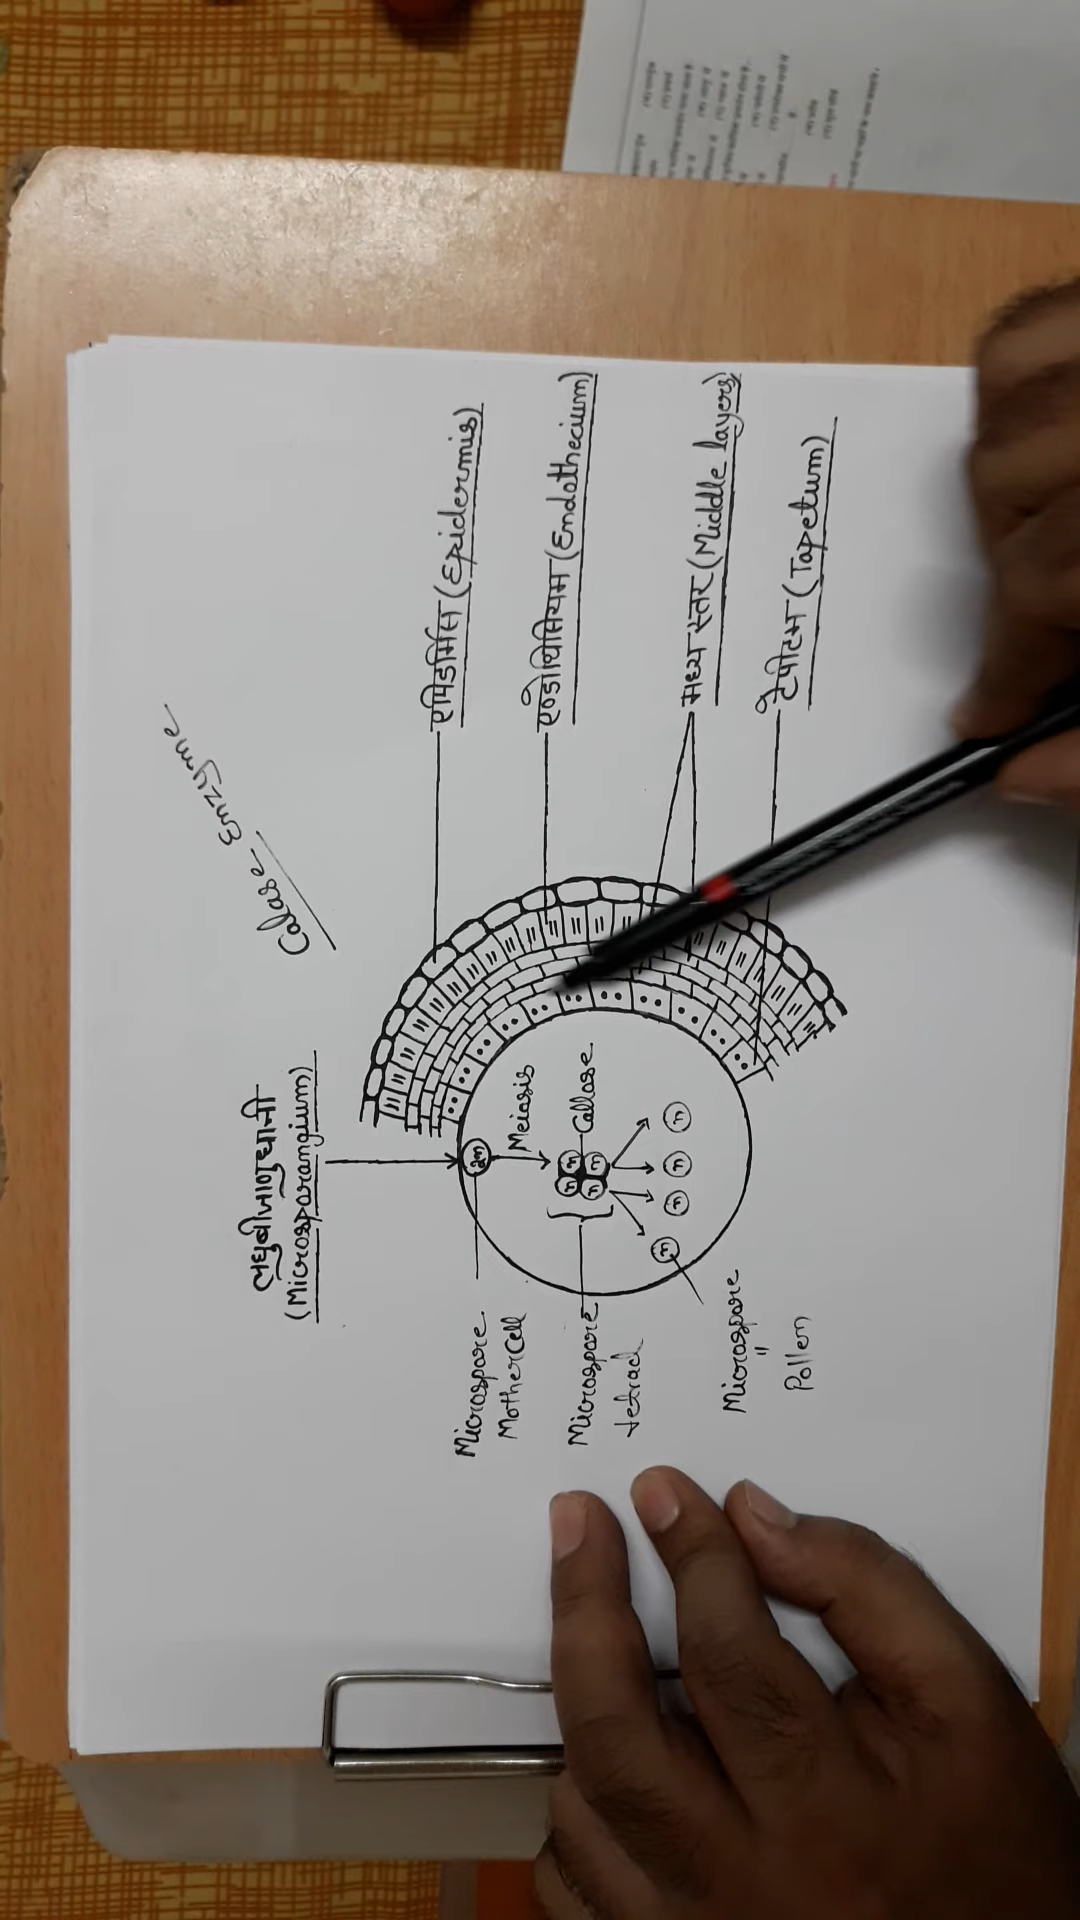 लघुबीजाणुधानी
(Microsporangium)
Callase Enzyme
एपिडर्मिस (Epidermis)
एण्डोथिसियम (Endothecium)
मध्य स्तर (Middle layers)
टेपीटम (Tapetum)
2n
Meiosis
Callose
n
n
n
n
n
n
n
n
Microspore
Mother Cell
Microspore
tetrad
Microspore
"
Pollen